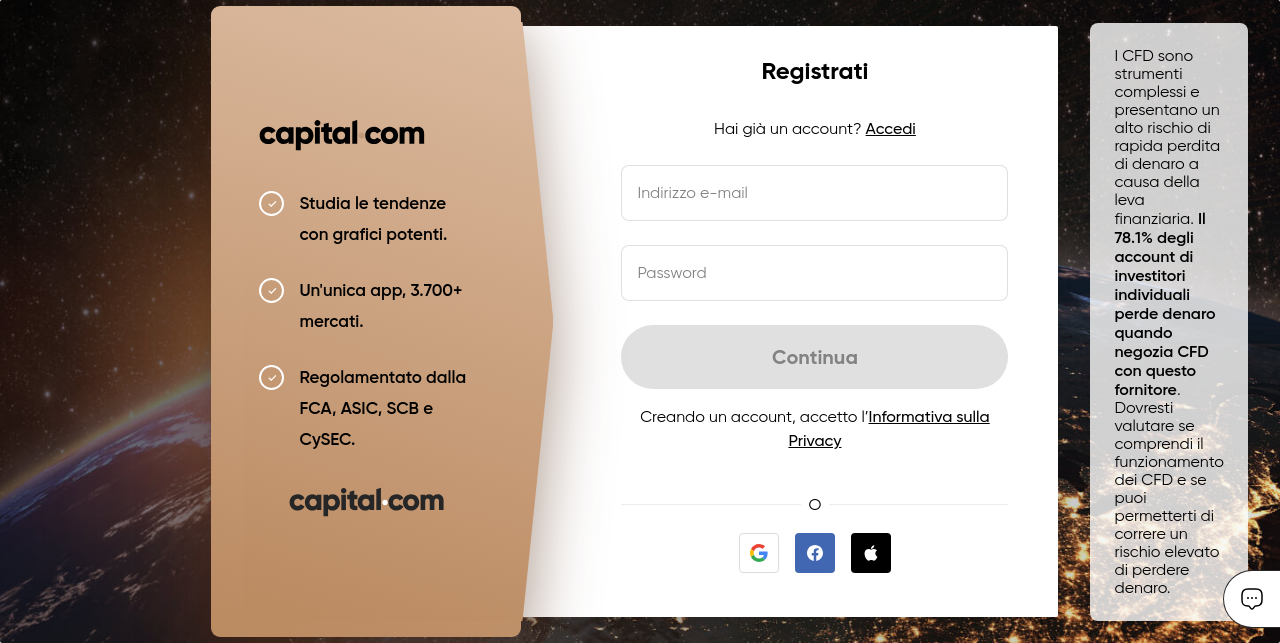 capital.com
Studia le tendenze
con grafici potenti.
Un'unica app, 3.700+
mercati.
Regolamentato dalla
FCA, ASIC, SCB e
CySEC.
capital.com
Registrati
Hai già un account? Accedi
Indirizzo e-mail
Password
Continua
Creando un account, accetto l’Informativa sulla
Privacy
O
I CFD sono
strumenti
complessi e
presentano un
alto rischio di
rapida perdita
di denaro a
causa della
leva
finanziaria. Il
78.1% degli
account di
investitori
individuali
perde denaro
quando
negozia CFD
con questo
fornitore.
Dovresti
valutare se
comprendi il
funzionamento
dei CFD e se
puoi
permetterti di
correre un
rischio elevato
di perdere
denaro.